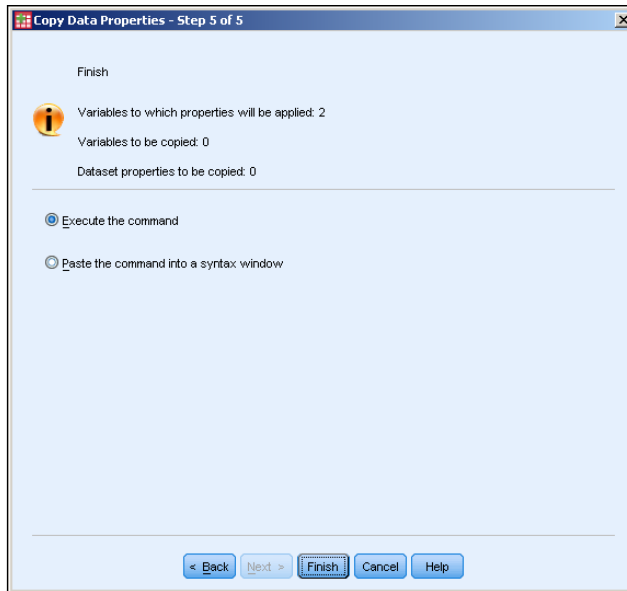 Copy Data Properties - Step 5 of 5
Finish
Variables to which properties will be applied: 2
Variables to be copied: 0
Dataset properties to be copied: 0
Execute the command
Paste the command into a syntax window
< Back Next > Finish Cancel Help